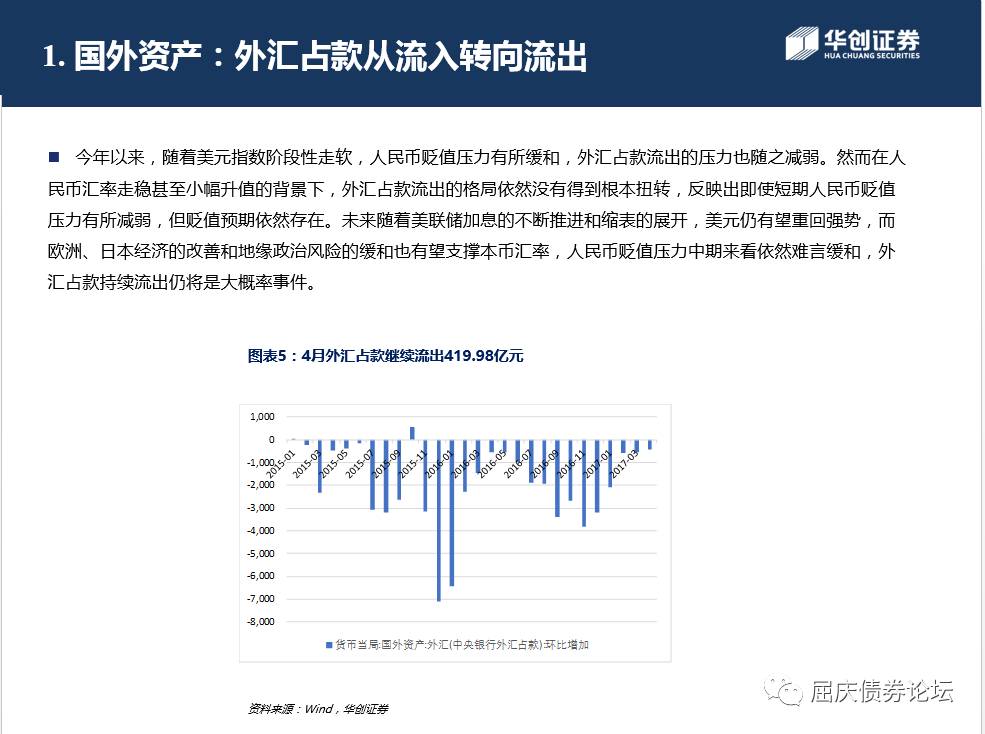 1. 国外资产：外汇占款从流入转向流出
华创证券
HUA CHUANG SECURITIES
■ 今年以来，随着美元指数阶段性走软，人民币贬值压力有所缓和，外汇占款流出的压力也随之减弱。然而在人
民币汇率走稳甚至小幅升值的背景下，外汇占款流出的格局依然没有得到根本扭转，反映出即使短期人民币贬值
压力有所减弱，但贬值预期依然存在。未来随着美联储加息的不断推进和缩表的展开，美元仍有望重回强势，而
欧洲、日本经济的改善和地缘政治风险的缓和也有望支撑本币汇率，人民币贬值压力中期来看依然难言缓和，外
汇占款持续流出仍将是大概率事件。
图表5：4月外汇占款继续流出419.98亿元
1,000
0
-1,000
-2,000
-3,000
-4,000
-5,000
-6,000
-7,000
-8,000
2015-01
2015-03
2015-05
2015-07
2015-09
2015-11
2016-01
2016-03
2016-05
2016-07
2016-09
2016-11
2017-01
2017-03
货币当局:国外资产:外汇(中央银行外汇占款):环比增加
资料来源：Wind，华创证券
屈庆债券论坛